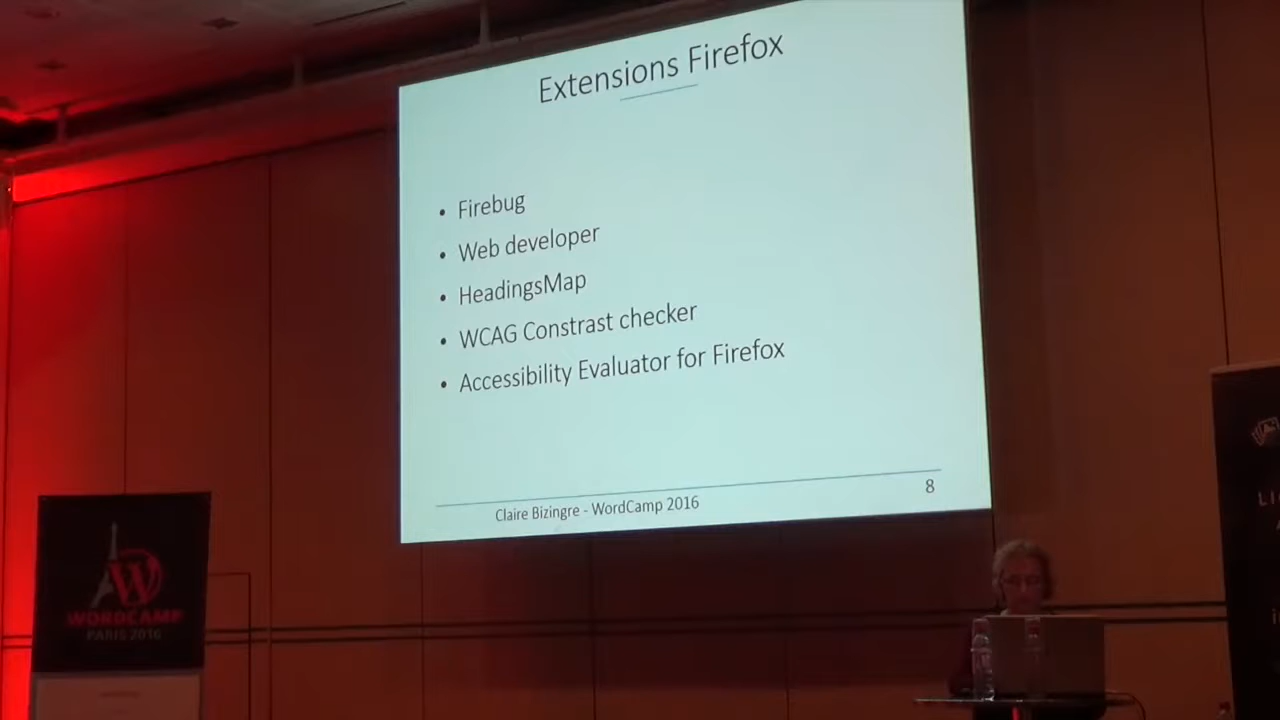 Extensions Firefox
• Firebug
• Web developer
• HeadingsMap
• WCAG Constrast checker
• Accessibility Evaluator for Firefox
Claire Bizingre - WordCamp 2016
8
WORDCAMP
PARIS 2016